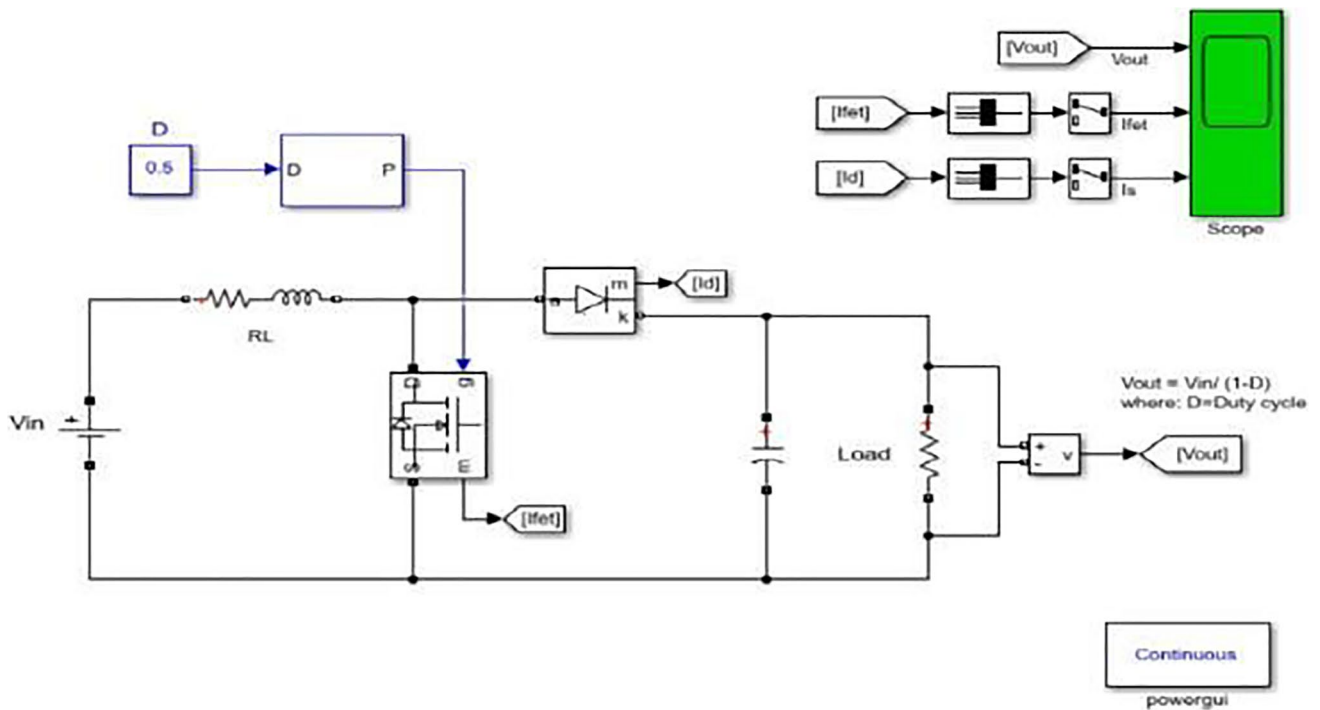 [Vout]
Vout
[Ifet]
Ifet
[Id]
Is
Scope
D
0.5
D
P
RL
a
m
k
[Id]
Vin
+
D
g
S
m
[Ifet]
+
Load
+
Vout = Vin/ (1-D)
where: D=Duty cycle
+
-
v
[Vout]
Continuous
powergui